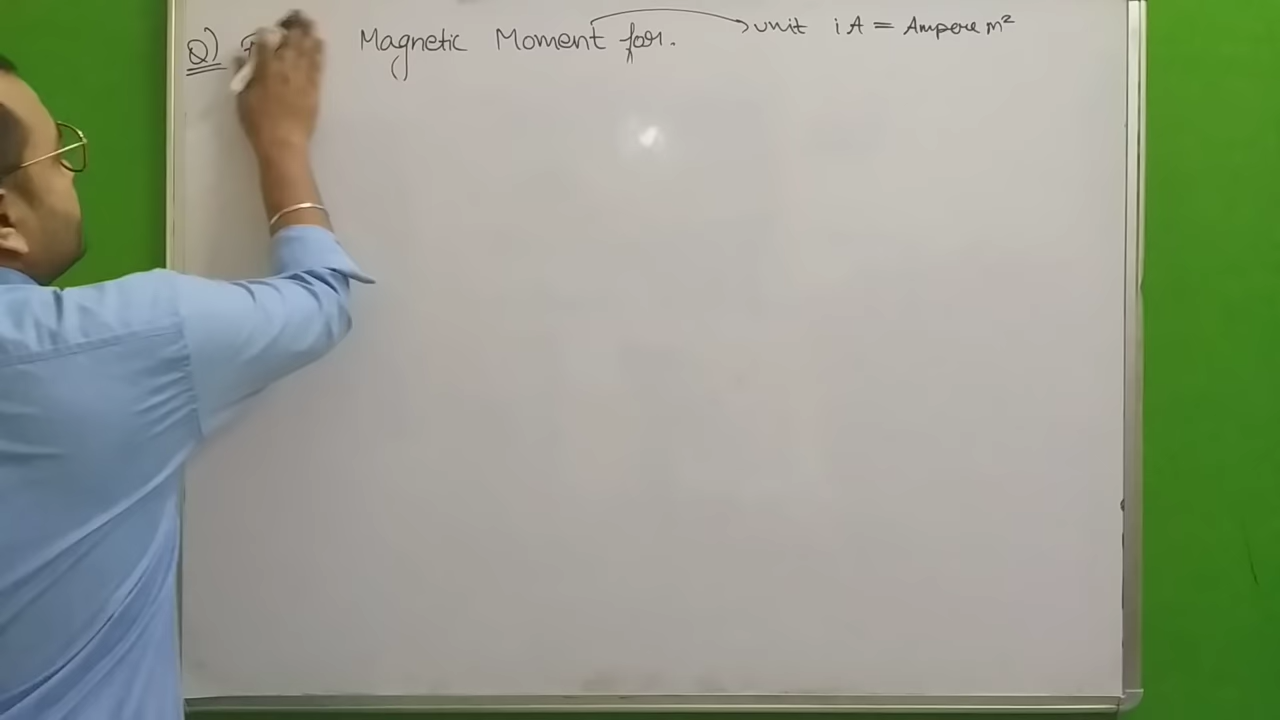 Q) Magnetic Moment for. unit iA = Ampere m²